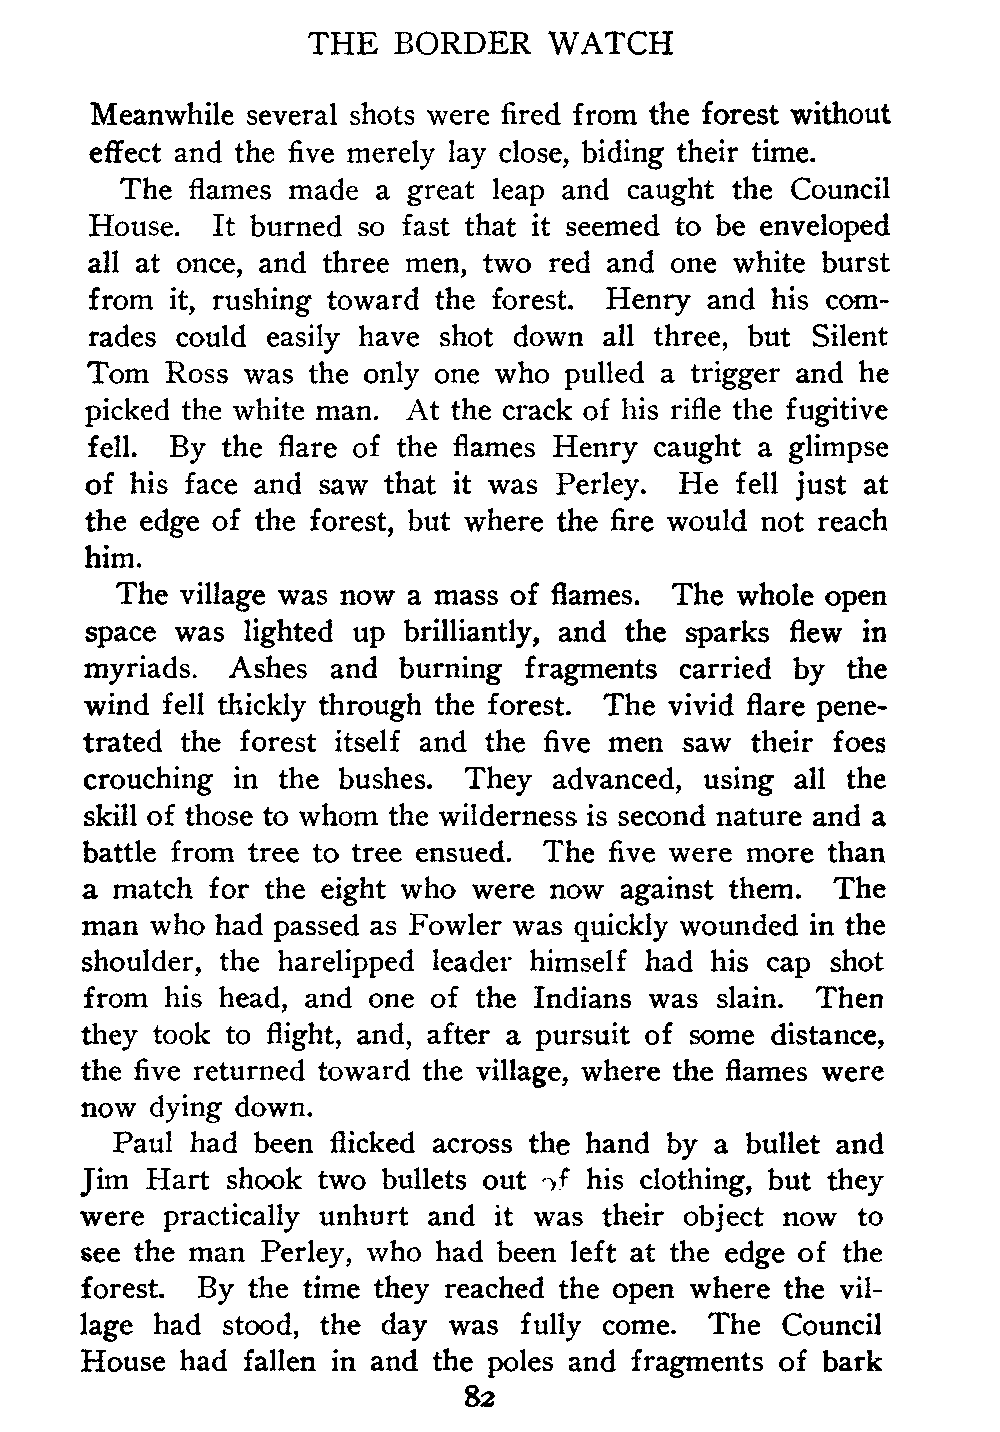 THE BORDER WATCH
Meanwhile several shots were fired from the forest without
effect and the five merely lay close, biding their time.
The flames made a great leap and caught the Council
House. It burned so fast that it seemed to be enveloped
all at once, and three men, two red and one white burst
from it, rushing toward the forest. Henry and his com-
rades could easily have shot down all three, but Silent
Tom Ross was the only one who pulled a trigger and he
picked the white man. At the crack of his rifle the fugitive
fell. By the flare of the flames Henry caught a glimpse
of his face and saw that it was Perley. He fell just at
the edge of the forest, but where the fire would not reach
him.
The village was now a mass of flames. The whole open
space was lighted up brilliantly, and the sparks flew in
myriads. Ashes and burning fragments carried by the
wind fell thickly through the forest. The vivid flare pene-
trated the forest itself and the five men saw their foes
crouching in the bushes. They advanced, using all the
skill of those to whom the wilderness is second nature and a
battle from tree to tree ensued. The five were more than
a match for the eight who were now against them. The
man who had passed as Fowler was quickly wounded in the
shoulder, the harelipped leader himself had his cap shot
from his head, and one of the Indians was slain. Then
they took to flight, and, after a pursuit of some distance,
the five returned toward the village, where the flames were
now dying down.
Paul had been flicked across the hand by a bullet and
Jim Hart shook two bullets out of his clothing, but they
were practically unhurt and it was their object now to
see the man Perley, who had been left at the edge of the
forest. By the time they reached the open where the vil-
lage had stood, the day was fully come. The Council
House had fallen in and the poles and fragments of bark
82